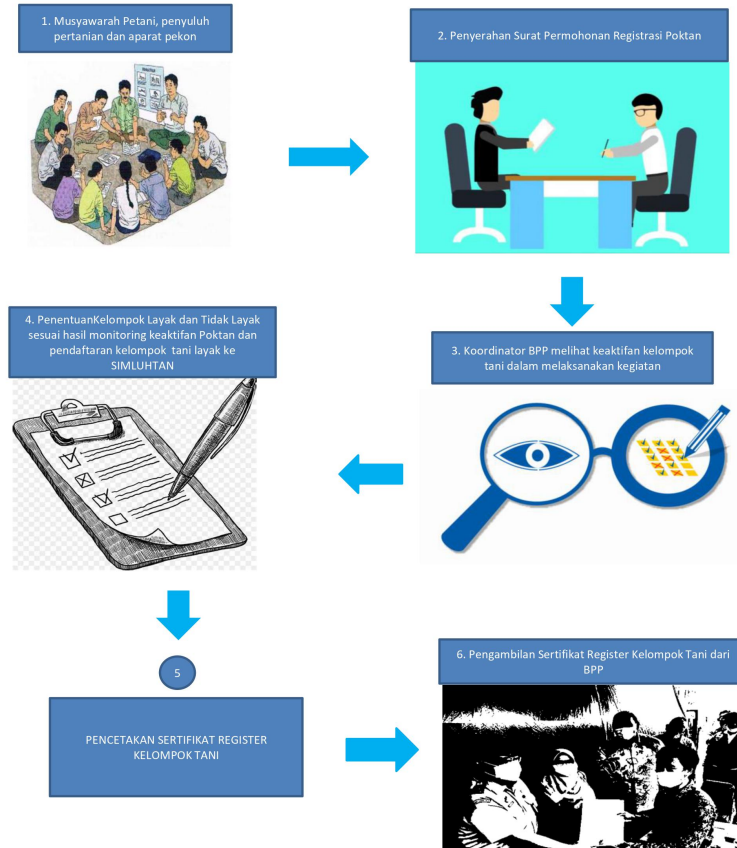 1. Musyawarah Petani, penyuluh
pertanian dan aparat pekon
2. Penyerahan Surat Permohonan Registrasi Poktan
3. Koordinator BPP melihat keaktifan kelompok
tani dalam melaksanakan kegiatan
4. PenentuanKelompok Layak dan Tidak Layak
sesuai hasil monitoring keaktifan Poktan dan
pendaftaran kelompok tani layak ke
SIMLUHTAN
5
PENCETAKAN SERTIFIKAT REGISTER
KELOMPOK TANI
6. Pengambilan Sertifikat Register Kelompok Tani dari
BPP